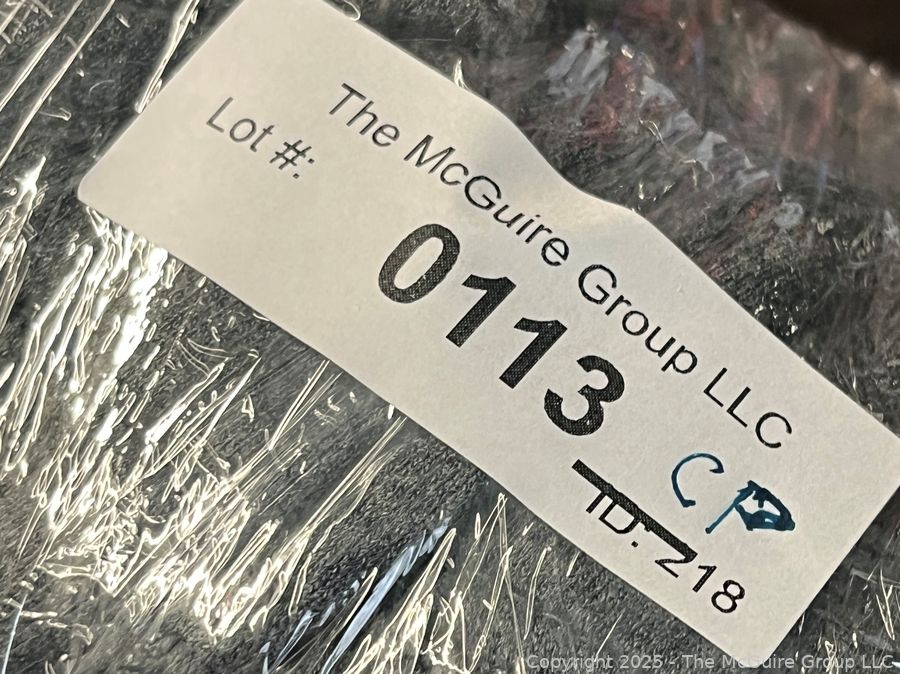 The McGuire Group LLC
Lot #:
0113
CP
ID: 218
Copyright 2025 - The McGuire Group LLC